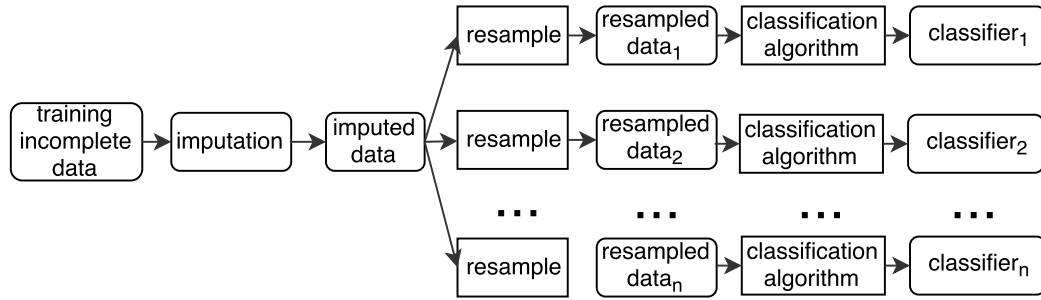 training
incomplete
data
imputation
imputed
data
resample
resampled
data₁
classification
algorithm
classifier₁
resample
resampled
data₂
classification
algorithm
classifier₂
...
...
...
...
resample
resampled
dataₙ
classification
algorithm
classifierₙ